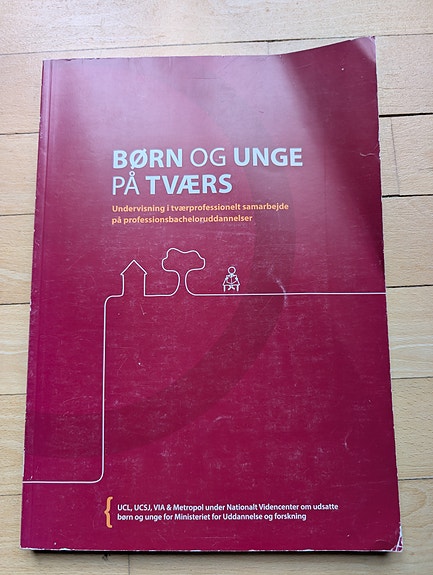 BØRN OG UNGE
PÅ TVÆRS
Undervisning i tværprofessionelt samarbejde
på professionsbacheloruddannelser
UCL, UCSJ, VIA & Metropol under Nationalt Videncenter om udsatte
børn og unge for Ministeriet for Uddannelse og forskning